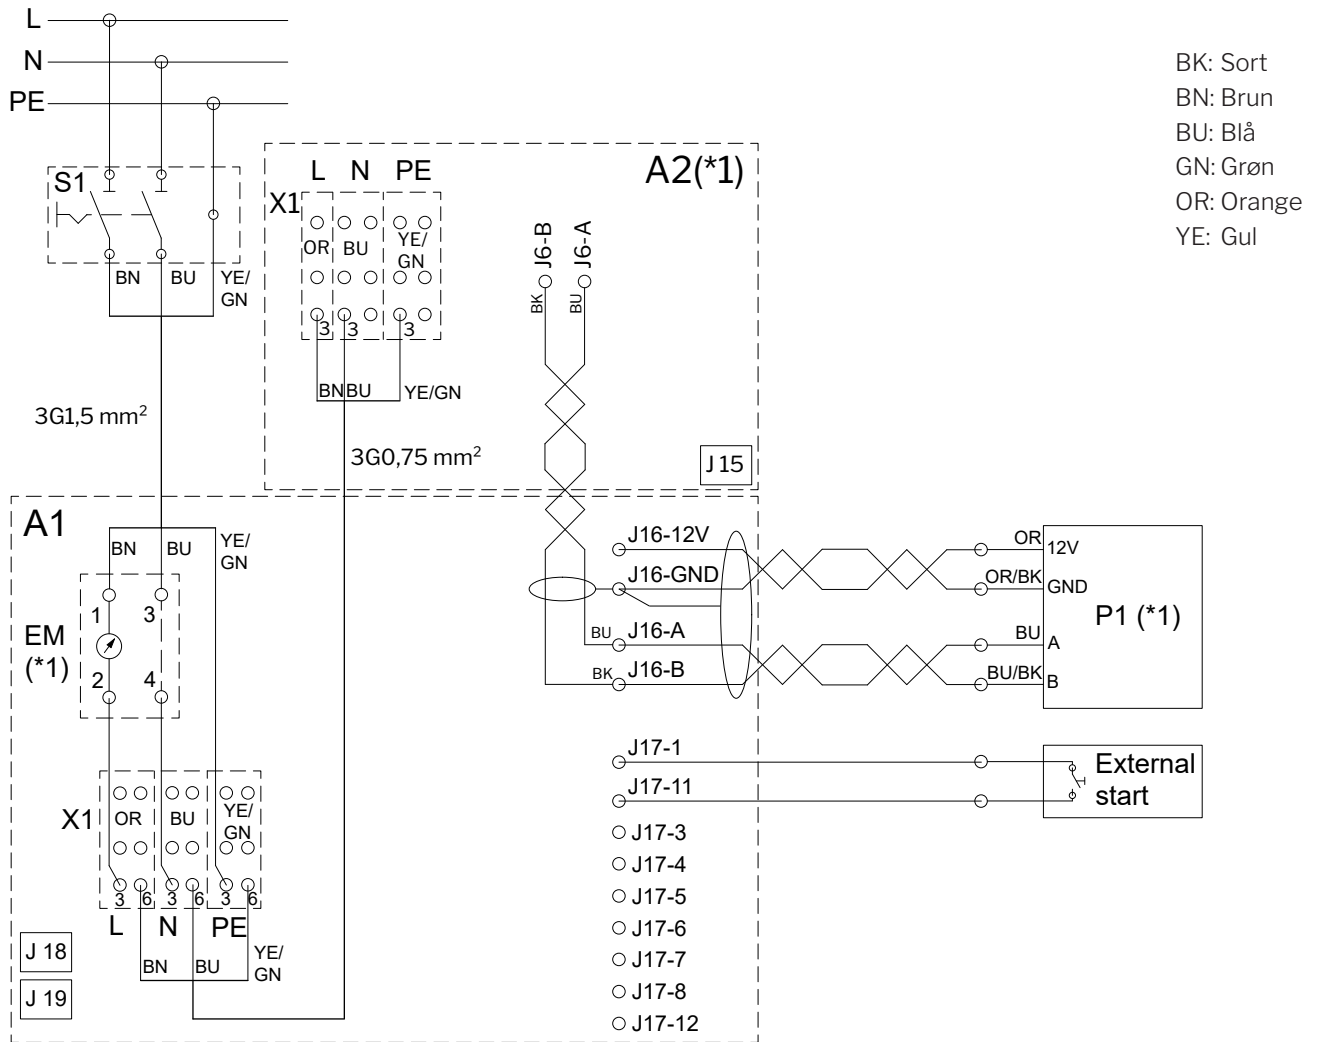 L
N
PE
BK: Sort
BN: Brun
BU: Blå
GN: Grøn
OR: Orange
YE: Gul
S1
BN
BU
YE/
GN
A2(*1)
L N PE
X1
OR
BU
YE/
GN
3
3
3
BN
BU
YE/GN
J6-B
J6-A
BK
BU
J 15
3G1,5 mm²
3G0,75 mm²
A1
BN
BU
YE/
GN
EM
(*1)
1
3
2
4
X1
OR
BU
YE/
GN
3
6
3
6
3
6
L
N
PE
BN
BU
YE/
GN
J 18
J 19
J16-12V
J16-GND
BU
J16-A
BK
J16-B
OR
12V
OR/BK
GND
BU
A
BU/BK
B
P1 (*1)
J17-1
J17-11
External
start
J17-3
J17-4
J17-5
J17-6
J17-7
J17-8
J17-12